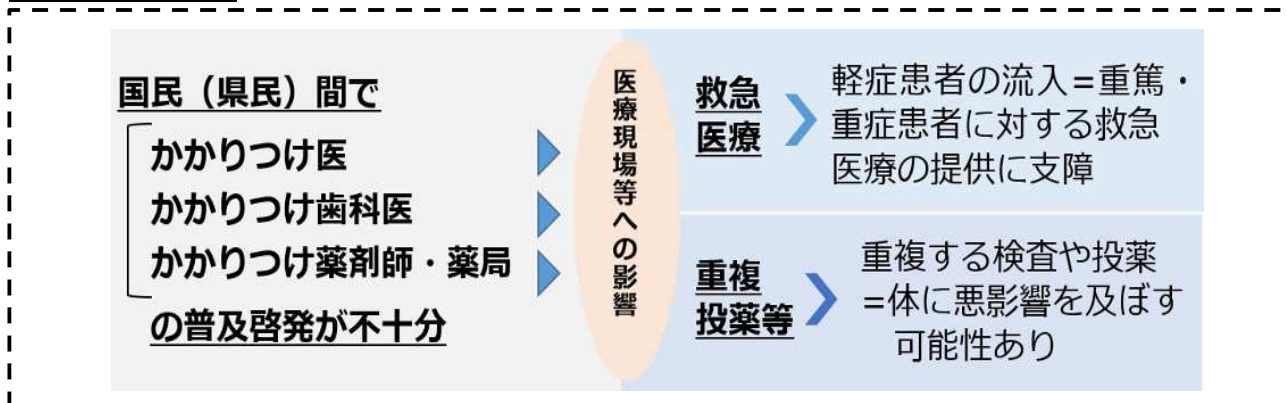 国民（県民）間で
かかりつけ医
かかりつけ歯科医
かかりつけ薬剤師・薬局
の普及啓発が不十分
医療現場等への影響
救急
医療
軽症患者の流入=重篤・
重症患者に対する救急
医療の提供に支障
重複
投薬等
重複する検査や投薬
=体に悪影響を及ぼす
可能性あり